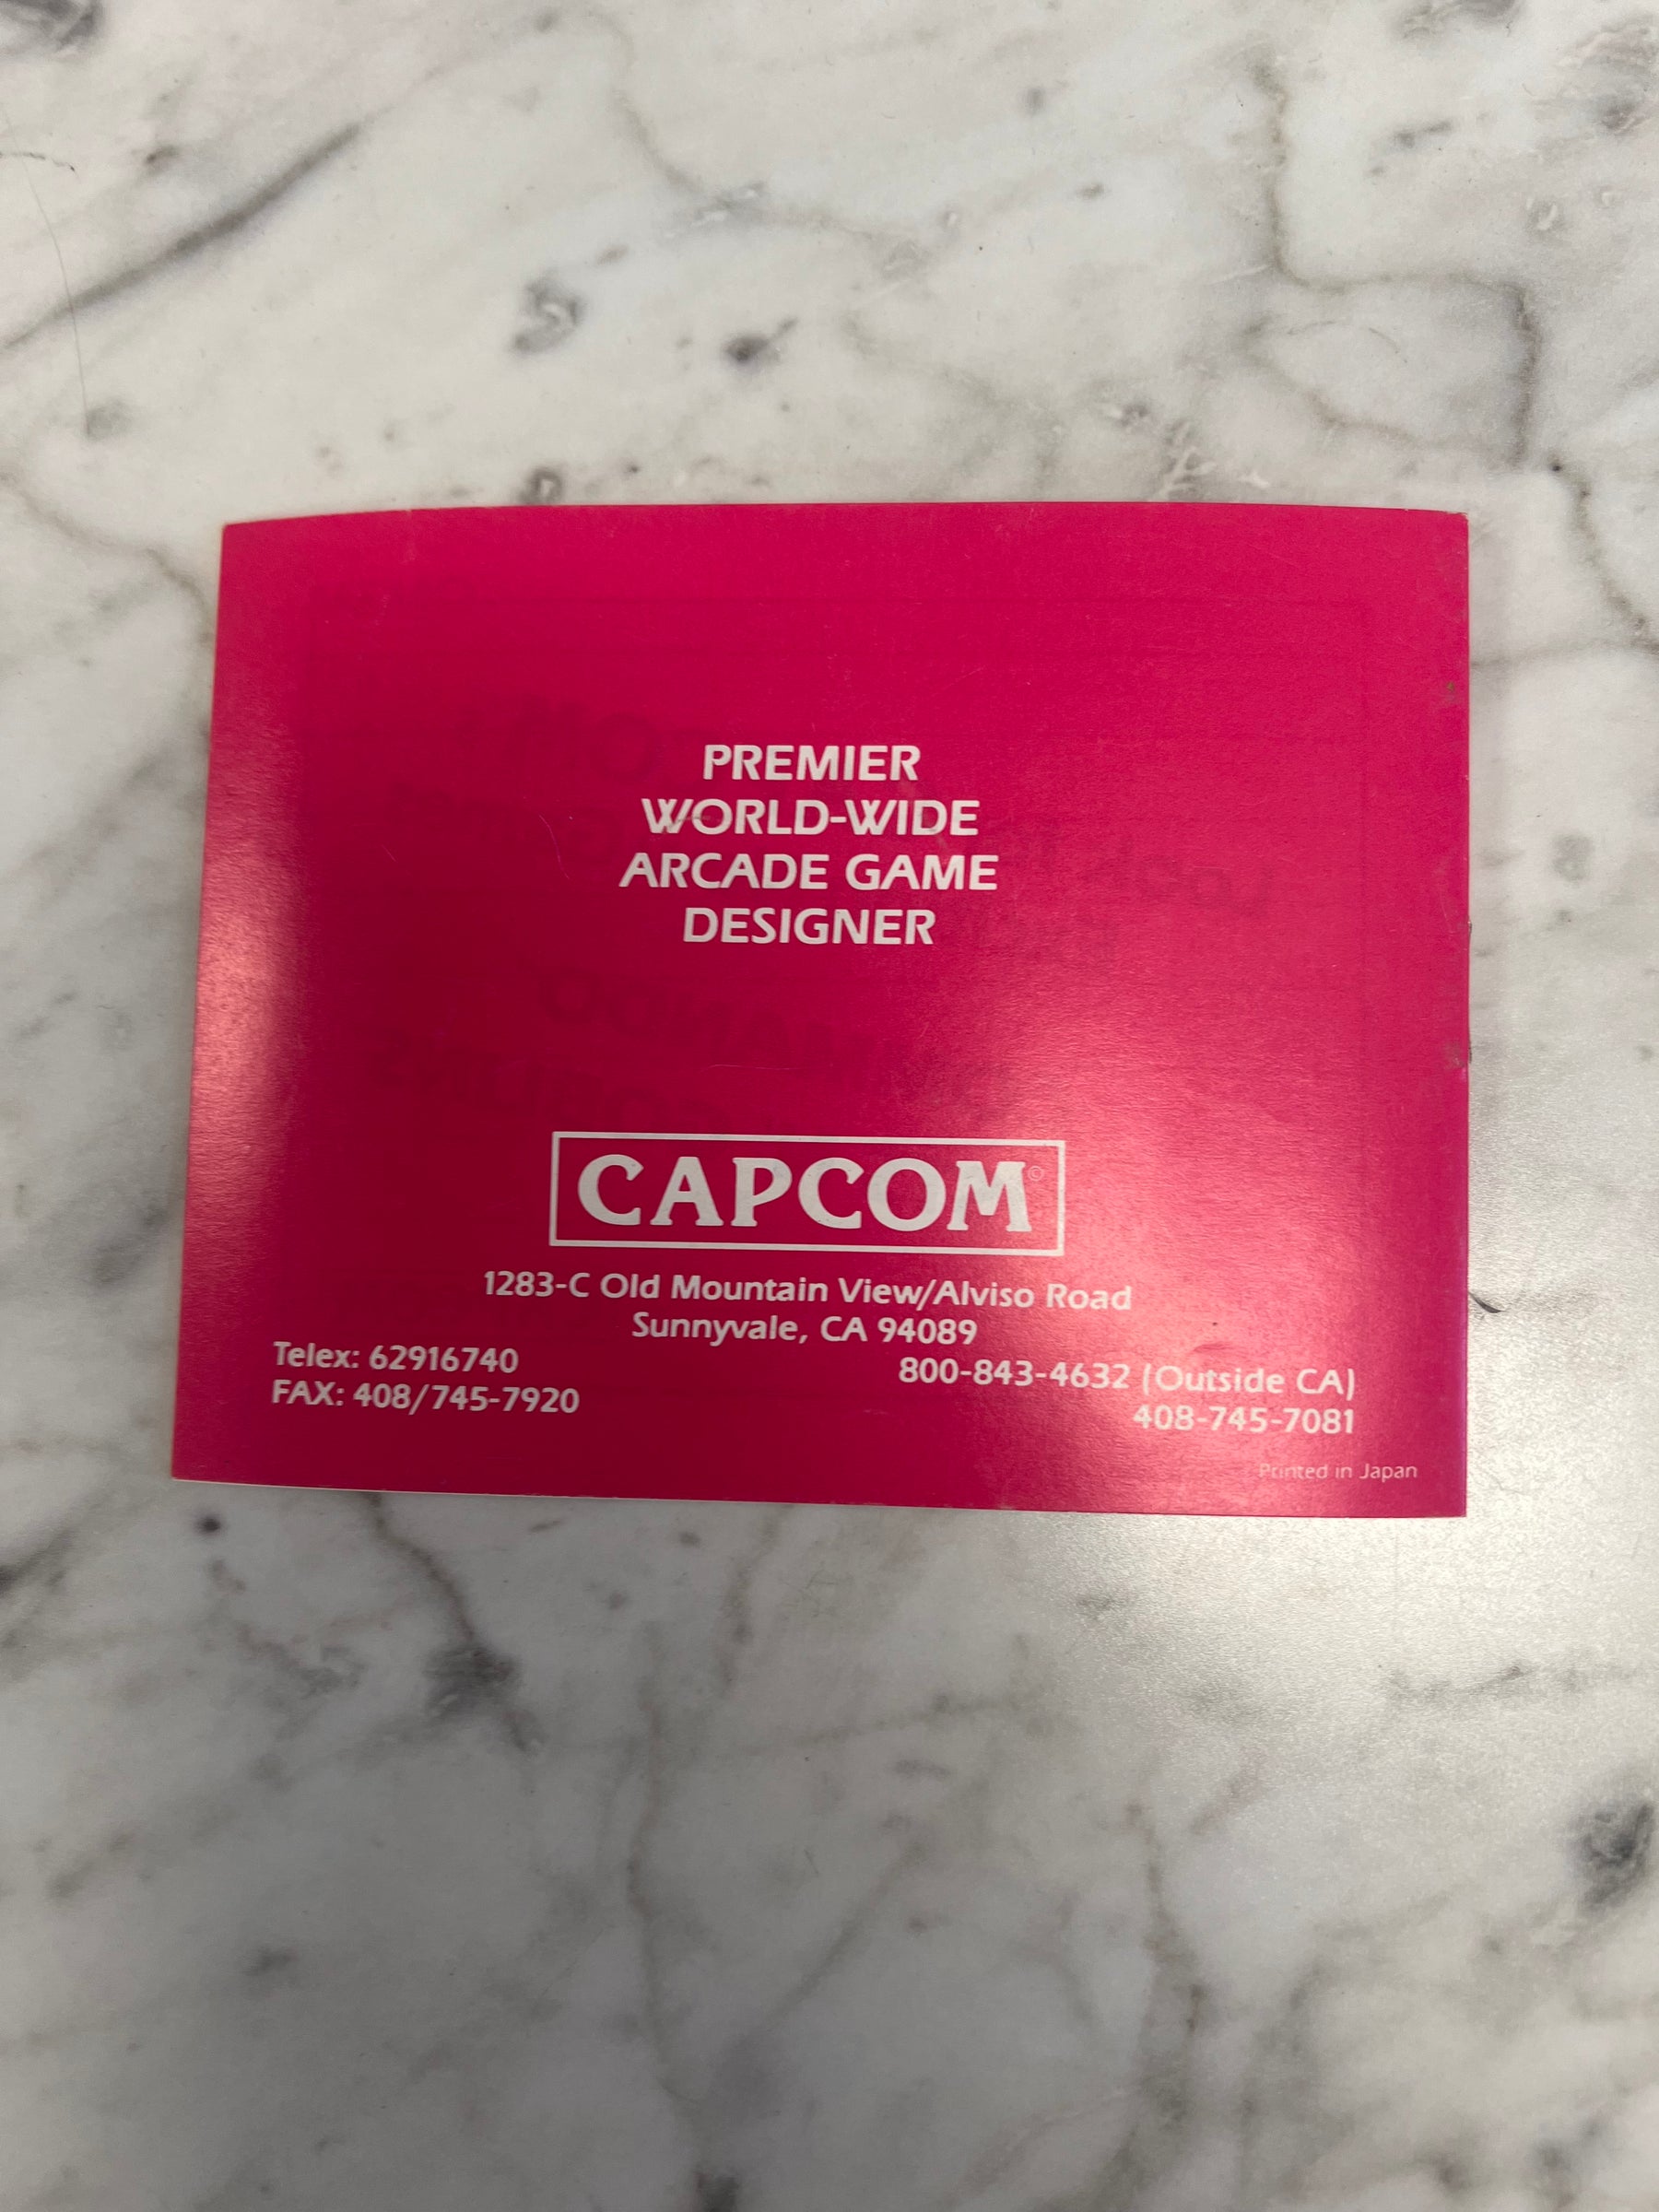 PREMIER
WORLD-WIDE
ARCADE GAME
DESIGNER
CAPCOM©
1283-C Old Mountain View/Alviso Road
Sunnyvale, CA 94089
Telex: 62916740
FAX: 408/745-7920
800-843-4632 (Outside CA)
408-745-7081
Printed in Japan